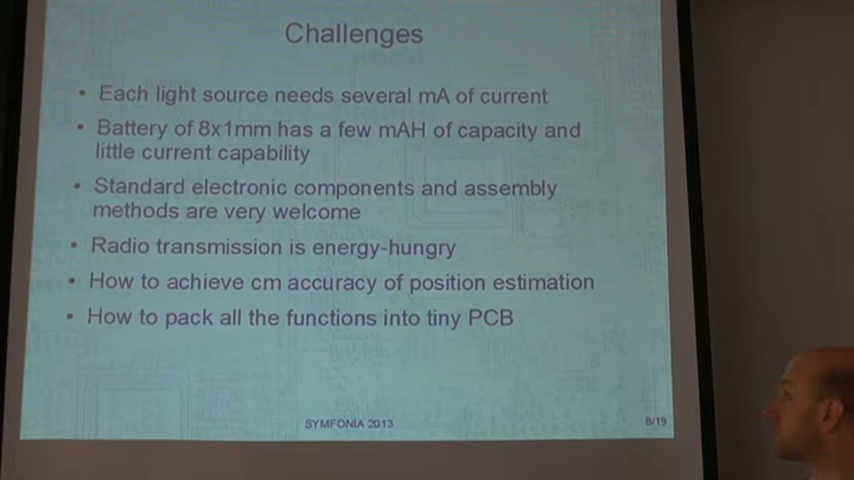 Challenges
• Each light source needs several mA of current
• Battery of 8x1mm has a few mAH of capacity and
little current capability
• Standard electronic components and assembly
methods are very welcome
• Radio transmission is energy-hungry
• How to achieve cm accuracy of position estimation
• How to pack all the functions into tiny PCB
SYMFONIA 2013
8/19